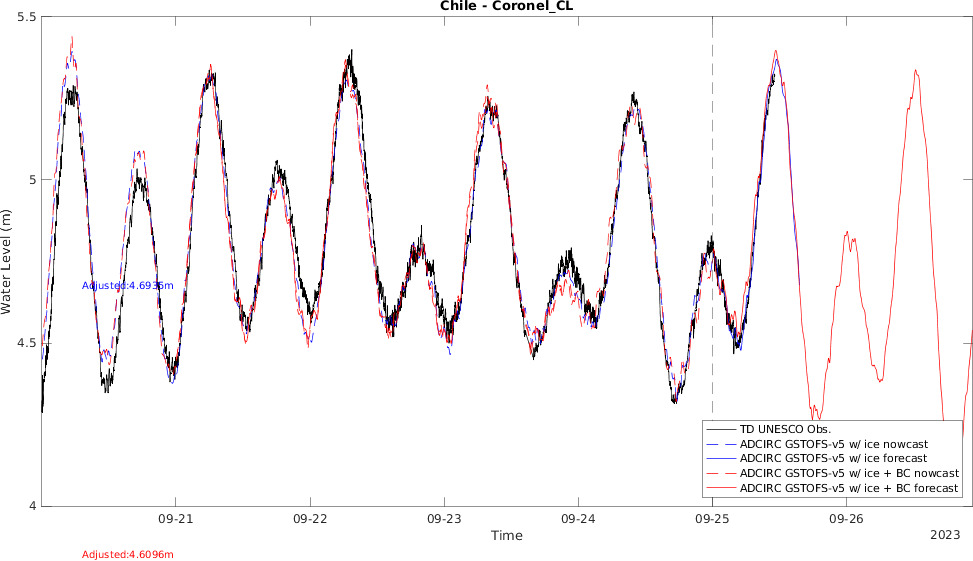 Chile - Coronel_CL
5.5
5
4.5
4
Water Level (m)
Adjusted:4.6935m
TD UNESCO Obs.
ADCIRC GSTOFS-v5 w/ ice nowcast
ADCIRC GSTOFS-v5 w/ ice forecast
ADCIRC GSTOFS-v5 w/ ice + BC nowcast
ADCIRC GSTOFS-v5 w/ ice + BC forecast
09-21 09-22 09-23 09-24 09-25 09-26
Time
2023
Adjusted:4.6096m